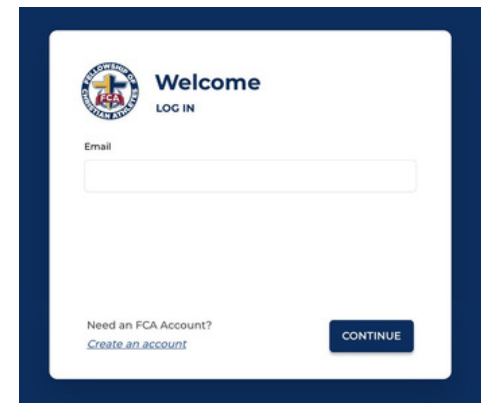 FELLOWSHIP OF
CHRISTIAN ATHLETES
FCA
Welcome
LOG IN
Email
Need an FCA Account?
Create an account
CONTINUE